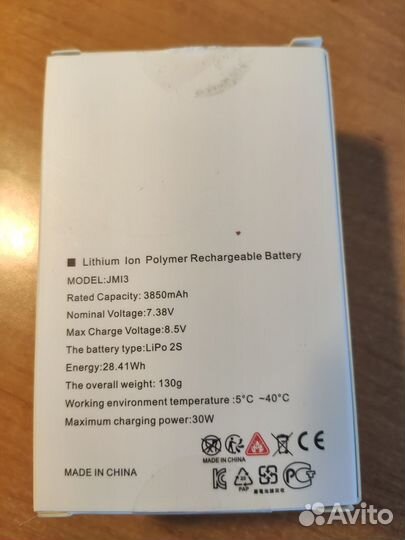 ■ Lithium Ion Polymer Rechargeable Battery
MODEL:JMI3
Rated Capacity: 3850mAh
Nominal Voltage:7.38V
Max Charge Voltage:8.5V
The battery type:LiPo 2S
Energy:28.41Wh
The overall weight: 130g
Working environment temperature :5°C ~40°C
Maximum charging power:30W
CE
MADE IN CHINA
MADE IN CHINA
PAP
Avito